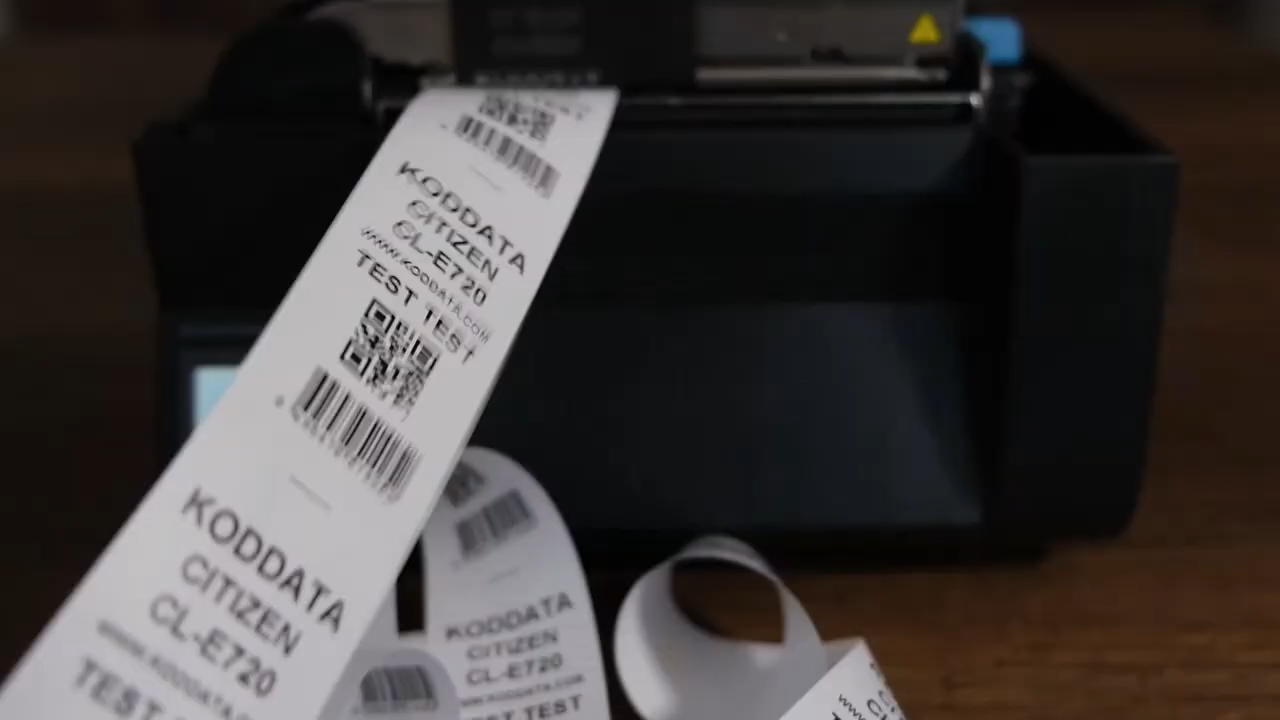 KODDATA
CITIZEN
CL-E720
WWW.KODDATA.COM
TEST TEST
KODDATA
CITIZEN
CL-E720
TEST
KODDATA
CITIZEN
CL-E720
WWW.KODDATA.COM
TEST TEST